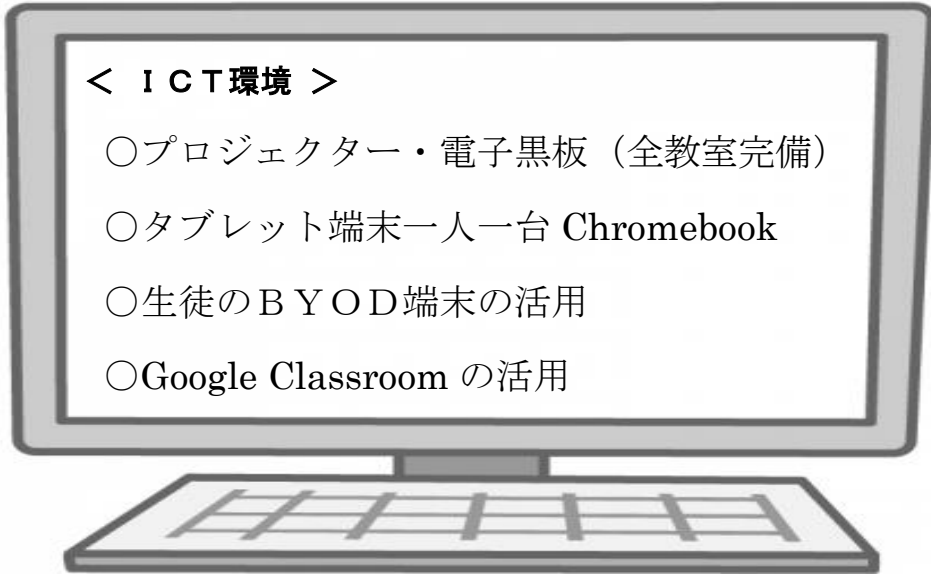 ＜ ＩＣＴ環境 ＞
○プロジェクター・電子黒板（全教室完備）
○タブレット端末一人一台 Chromebook
○生徒のＢＹＯＤ端末の活用
○Google Classroom の活用